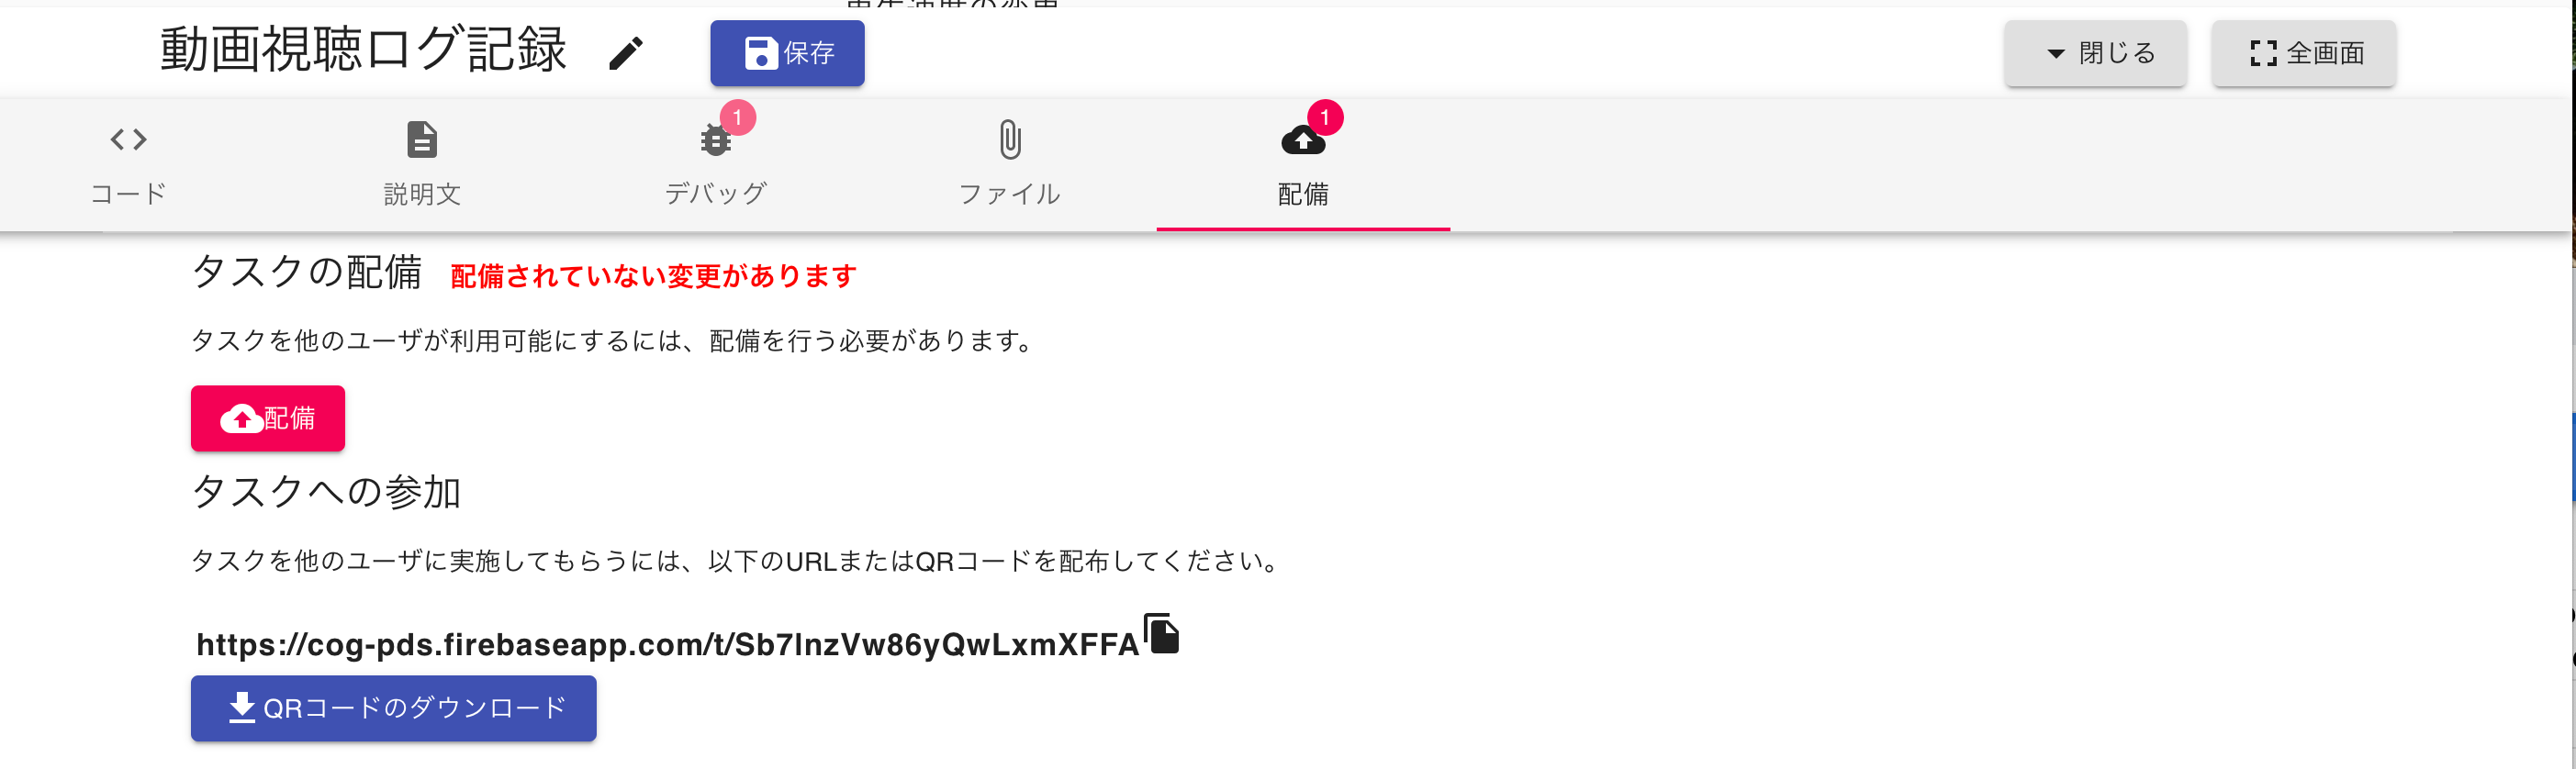 動画視聴ログ記録
保存
閉じる
全画面
コード
説明文
1
デバッグ
ファイル
1
配備
タスクの配備 配備されていない変更があります
タスクを他のユーザが利用可能にするには、配備を行う必要があります。
配備
タスクへの参加
タスクを他のユーザに実施してもらうには、以下のURLまたはQRコードを配布してください。
https://cog-pds.firebaseapp.com/t/Sb7lnzVw86yQwLxmXFFA
QRコードのダウンロード